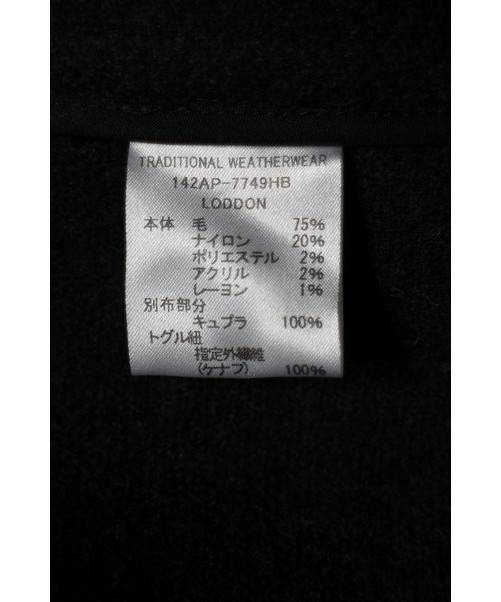 TRADITIONAL WEATHERWEAR
142AP-7749HB
LODDON
本体 毛 75%
ナイロン 20%
ポリエステル 2%
アクリル 2%
レーヨン 1%
別布部分
キュプラ 100%
トグル紐
指定外繊維
(ケナフ) 100%